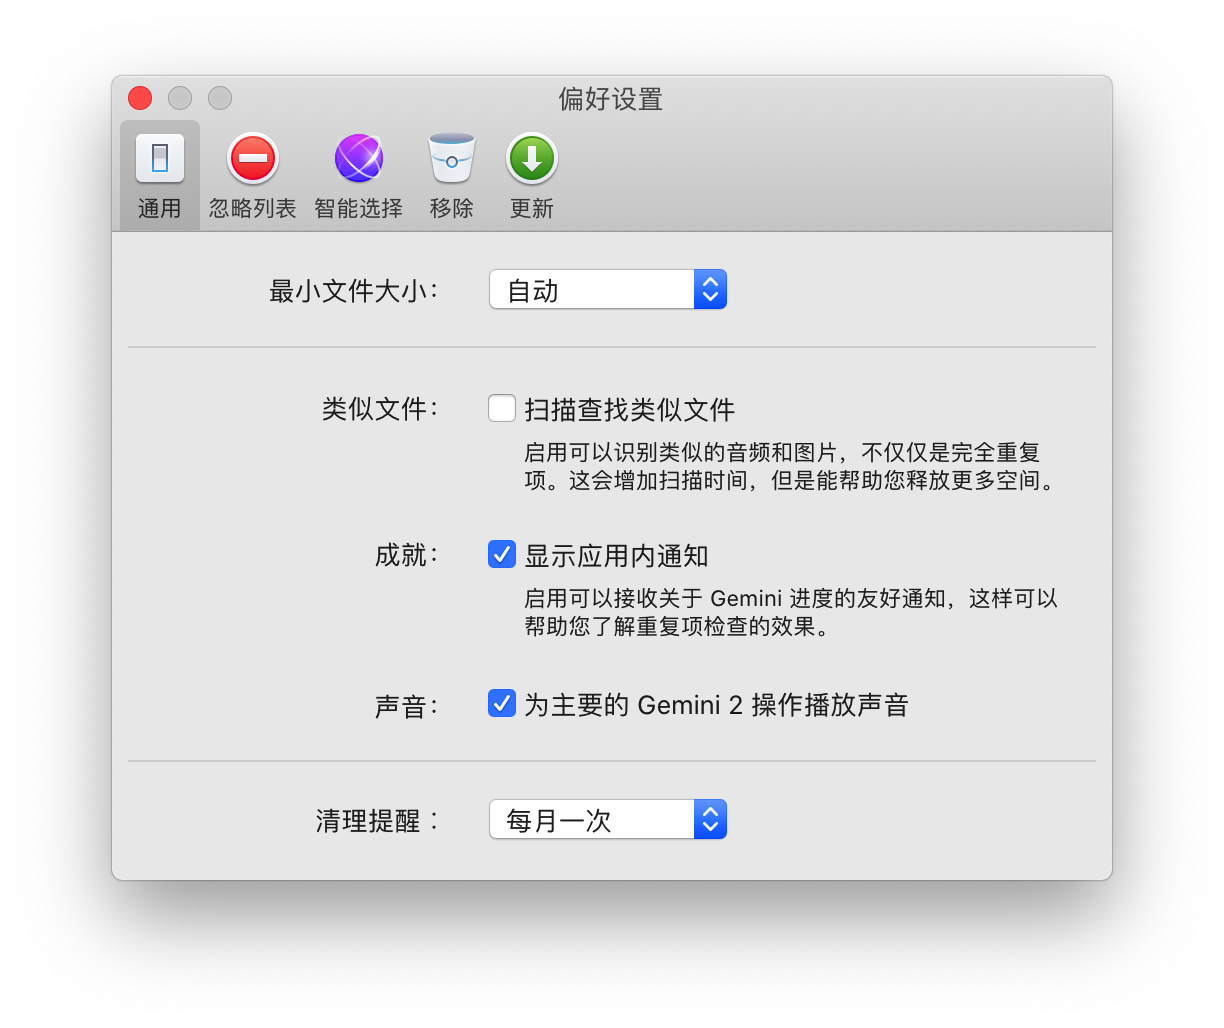 偏好设置
通用 忽略列表 智能选择 移除 更新
最小文件大小： 自动
类似文件： 扫描查找类似文件
启用可以识别类似的音频和图片，不仅仅是完全重复
项。这会增加扫描时间，但是能帮助您释放更多空间。
成就： 显示应用内通知
启用可以接收关于 Gemini 进度的友好通知，这样可以
帮助您了解重复项检查的效果。
声音： 为主要的 Gemini 2 操作播放声音
清理提醒 ： 每月一次